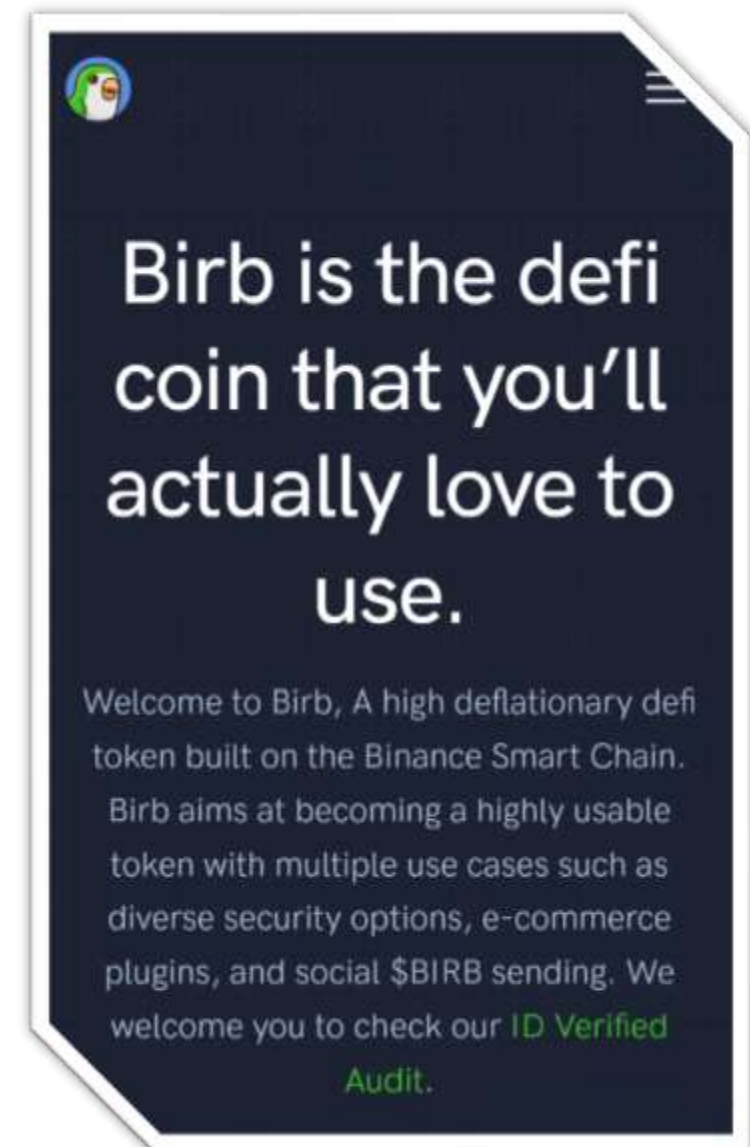 Birb is the defi
coin that you’ll
actually love to
use.
Welcome to Birb, A high deflationary defi
token built on the Binance Smart Chain.
Birb aims at becoming a highly usable
token with multiple use cases such as
diverse security options, e-commerce
plugins, and social $BIRB sending. We
welcome you to check our ID Verified
Audit.